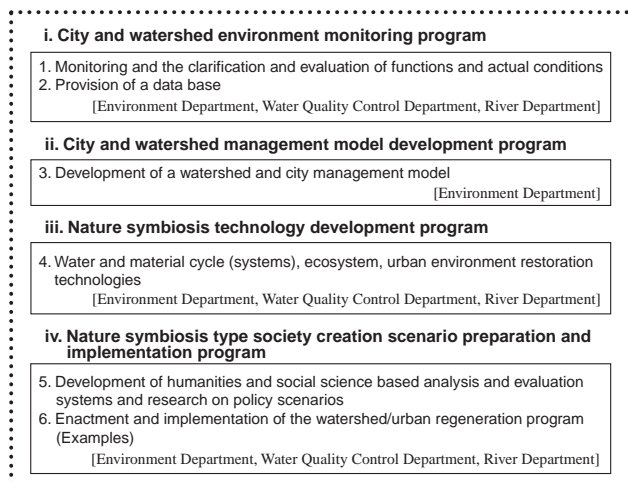 i. City and watershed environment monitoring program
1. Monitoring and the clarification and evaluation of functions and actual conditions
2. Provision of a data base
[Environment Department, Water Quality Control Department, River Department]
ii. City and watershed management model development program
3. Development of a watershed and city management model
[Environment Department]
iii. Nature symbiosis technology development program
4. Water and material cycle (systems), ecosystem, urban environment restoration
technologies
[Environment Department, Water Quality Control Department, River Department]
iv. Nature symbiosis type society creation scenario preparation and
implementation program
5. Development of humanities and social science based analysis and evaluation
systems and research on policy scenarios
6. Enactment and implementation of the watershed/urban regeneration program
(Examples)
[Environment Department, Water Quality Control Department, River Department]